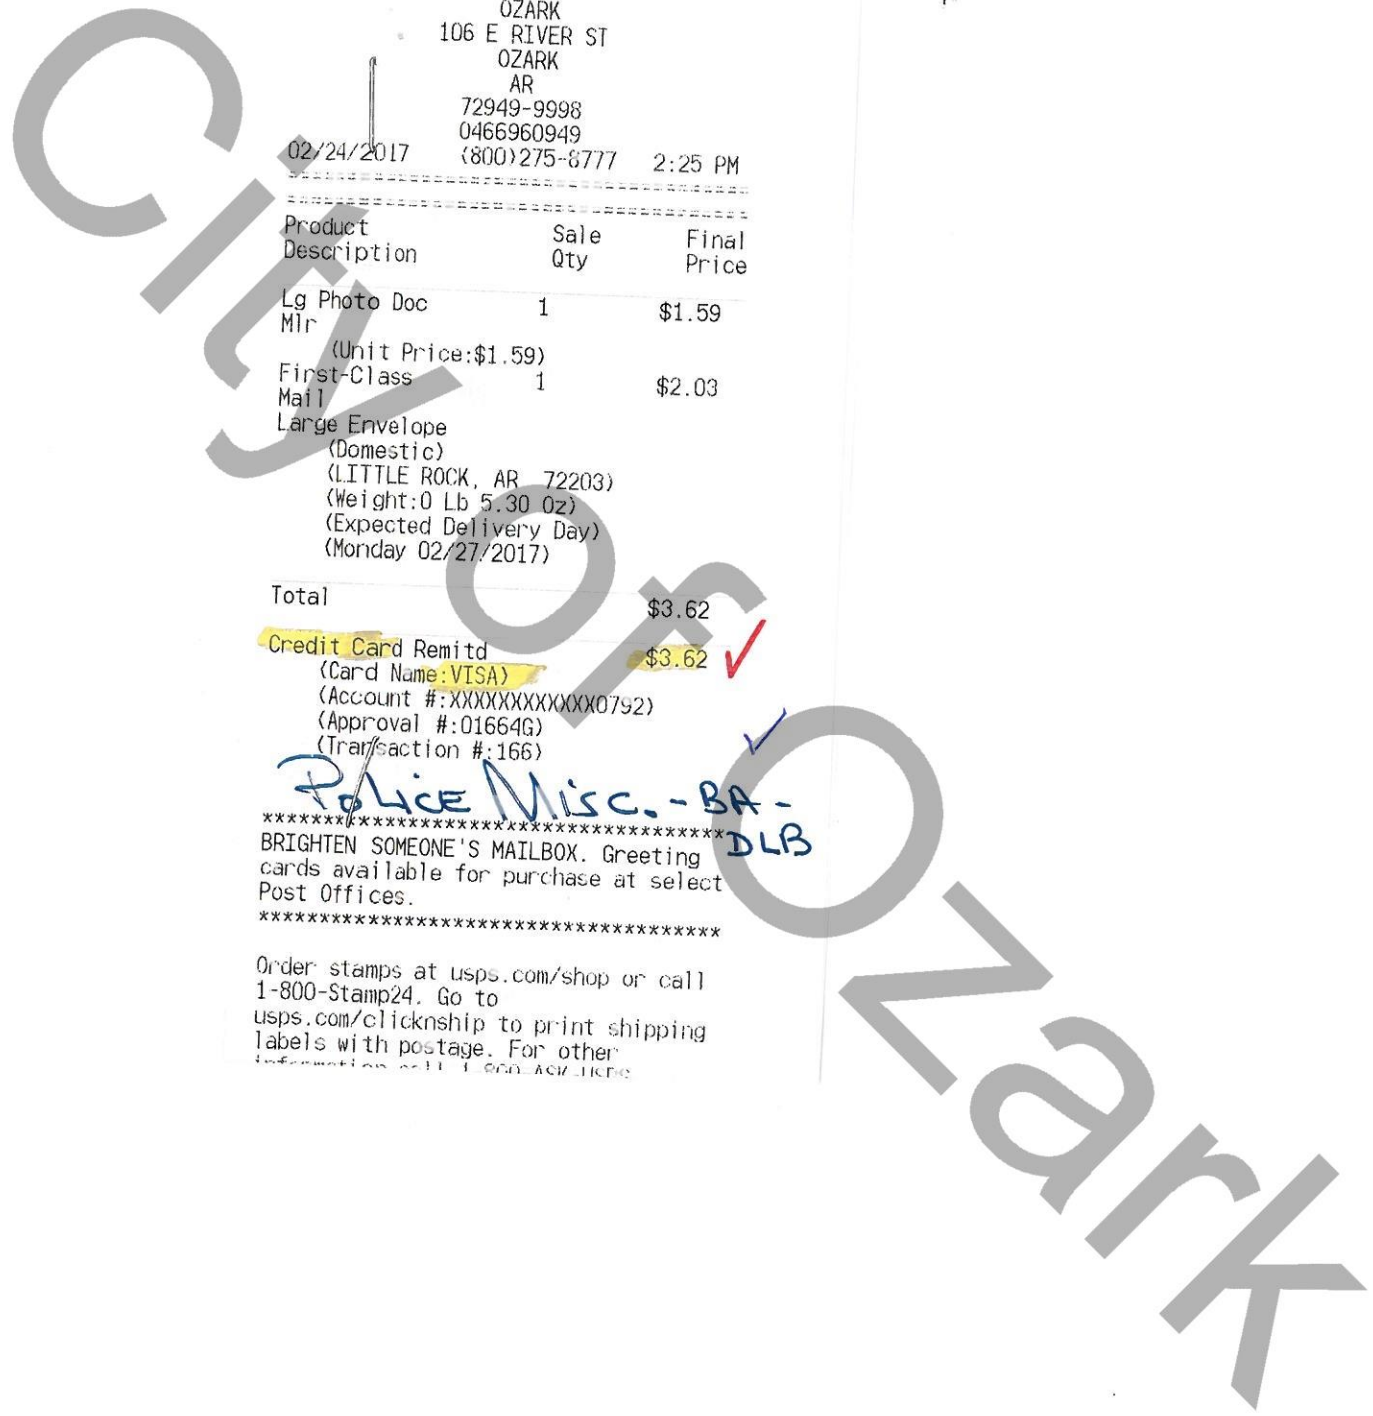 OZARK
106 E RIVER ST
OZARK
AR
72949-9998
0466960949
02/24/2017 (800)275-8777 2:25 PM
========================================
========================================
Product Sale Final
Description Qty Price
Lg Photo Doc 1 $1.59
Mlr
(Unit Price:$1.59)
First-Class 1 $2.03
Mail
Large Envelope
(Domestic)
(LITTLE ROCK, AR 72203)
(Weight:0 Lb 5.30 Oz)
(Expected Delivery Day)
(Monday 02/27/2017)
Total $3.62
Credit Card Remitd $3.62
(Card Name:VISA)
(Account #:XXXXXXXXXXXX0792)
(Approval #:01664G)
(Transaction #:166)
Police Misc. - BA -
DLB
****************************************
BRIGHTEN SOMEONE'S MAILBOX. Greeting
cards available for purchase at select
Post Offices.
****************************************
Order stamps at usps.com/shop or call
1-800-Stamp24. Go to
usps.com/clicknship to print shipping
labels with postage. For other
information call 1-800-ASK-USPS
City of Ozark